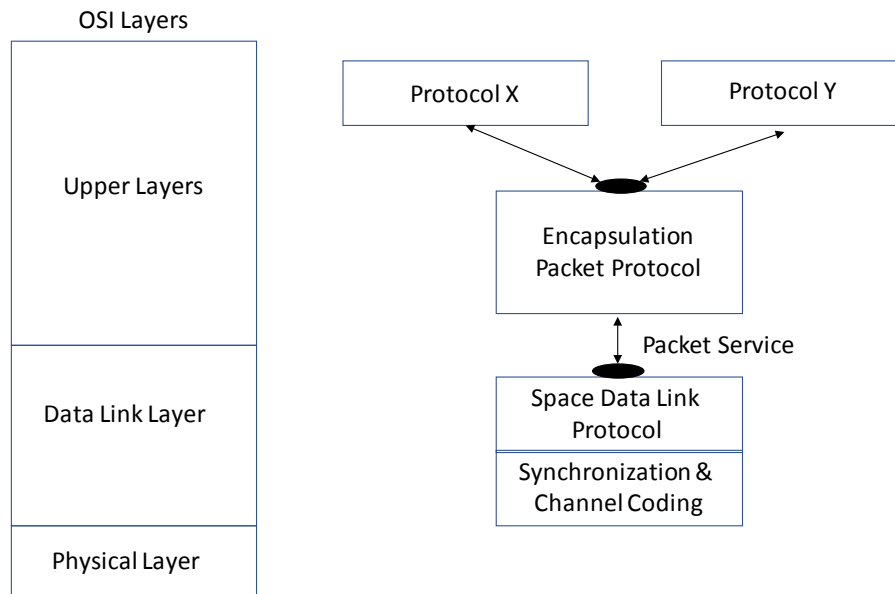 OSI Layers
Upper Layers
Data Link Layer
Physical Layer
Protocol X
Protocol Y
Encapsulation
Packet Protocol
Packet Service
Space Data Link
Protocol
Synchronization &
Channel Coding